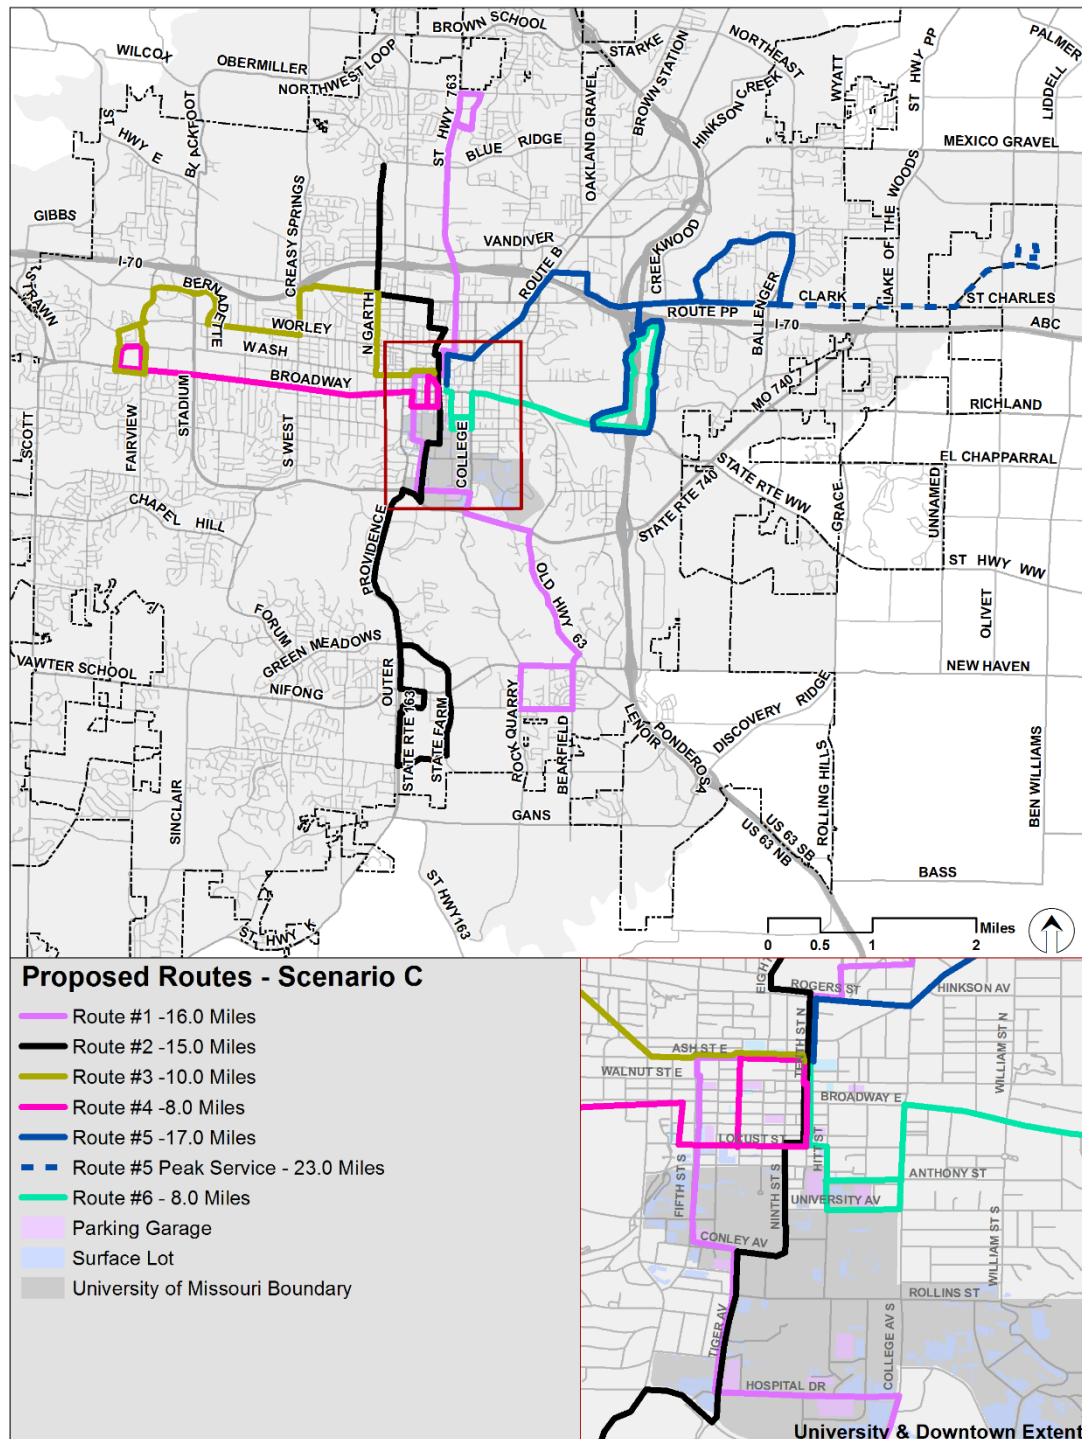 BROWN SCHOOL
WILCOX
OBERMILLER
NORTHWEST LOOP
ST HWY 763
STARKE
NORTHEAST
BROWN STATION
HINKSON CREEK
OAKLAND GRAVEL
WYATT
ST HWY PP
PALMER
LIDDELL
ST HWY E
BLACKFOOT
BLUE RIDGE
MEXICO GRAVEL
CREASY SPRINGS
LAKE OF THE WOODS
GIBBS
VANDIVER
ROUTE B
CREEKWOOD
I-70
STRAWN
BERNADETTE
BALLENGER
CLARK
ST CHARLES
ROUTE PP
I-70
ABC
WORLEY
N GARTH
WASH
BROADWAY
MO 740
RICHLAND
SCOTT
FAIRVIEW
STADIUM
S WEST
COLLEGE
EL CHAPPARAL
STATE RTE WW
STATE RTE 740
GRACE
UNNAMED
CHAPEL HILL
PROVIDENCE
OLD HWY 63
ST HWY WW
OLIVET
FORUM
GREEN MEADOWS
VAWTER SCHOOL
NIFONG
OUTER
NEW HAVEN
STATE RTE 163
STATE FARM
ROCK QUARRY
BEARFIELD
LENOIR
PONDEROSA
DISCOVERY RIDGE
ROLLING HILLS
BEN WILLIAMS
SINCLAIR
GANS
US 63 SB
US 63 NB
BASS
ST HWY K
ST HWY163
0 0.5 1 2
Miles
Proposed Routes - Scenario C
Route #1 -16.0 Miles
Route #2 -15.0 Miles
Route #3 -10.0 Miles
Route #4 -8.0 Miles
Route #5 -17.0 Miles
Route #5 Peak Service - 23.0 Miles
Route #6 - 8.0 Miles
Parking Garage
Surface Lot
University of Missouri Boundary
EIGHT
ROGERS ST
HINKSON AV
TENTH ST N
WILLIAM ST N
ASH ST E
WALNUT ST E
BROADWAY E
LOCUST ST
HITT ST
ANTHONY ST
FIFTH ST S
NINTH ST S
UNIVERSITY AV
CONLEY AV
WILLIAM ST S
ROLLINS ST
TIGER AV
COLLEGE AV S
HOSPITAL DR
University & Downtown Extent